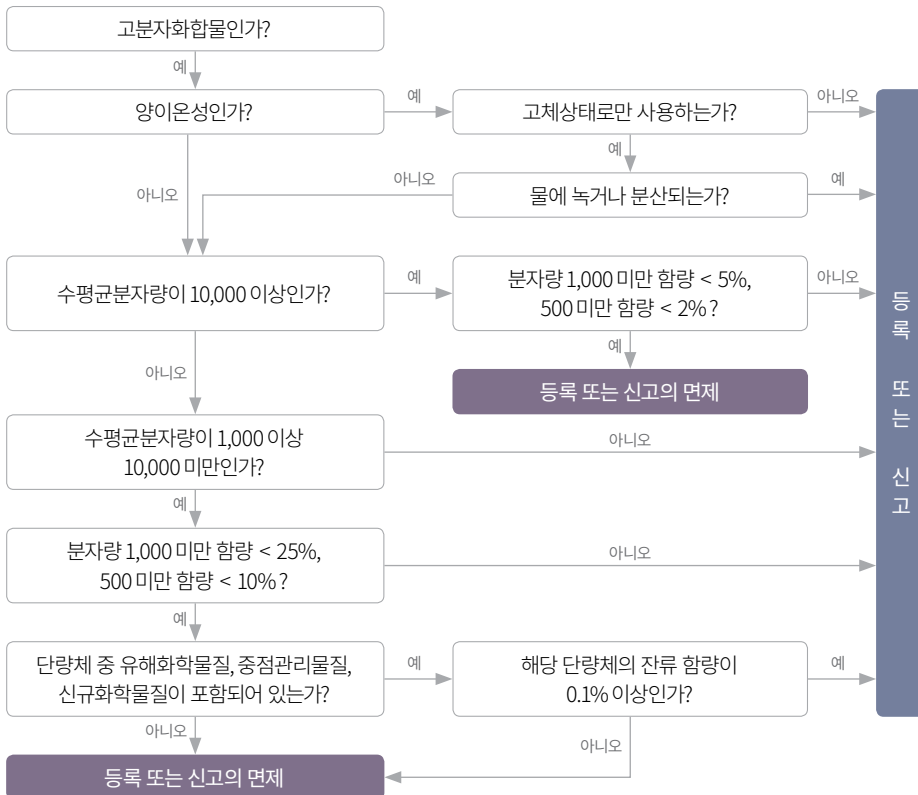 고분자화합물인가?
예
양이온성인가?
예
고체상태로만 사용하는가?
아니오
예
아니오
아니오
물에 녹거나 분산되는가?
예
수평균분자량이 10,000 이상인가?
예
분자량 1,000 미만 함량 < 5%,
500 미만 함량 < 2% ?
아니오
예
등록 또는 신고의 면제
아니오
수평균분자량이 1,000 이상
10,000 미만인가?
아니오
예
분자량 1,000 미만 함량 < 25%,
500 미만 함량 < 10% ?
아니오
예
단량체 중 유해화학물질, 중점관리물질,
신규화학물질이 포함되어 있는가?
예
해당 단량체의 잔류 함량이
0.1% 이상인가?
예
아니오
아니오
등록 또는 신고의 면제
등록 또는 신고